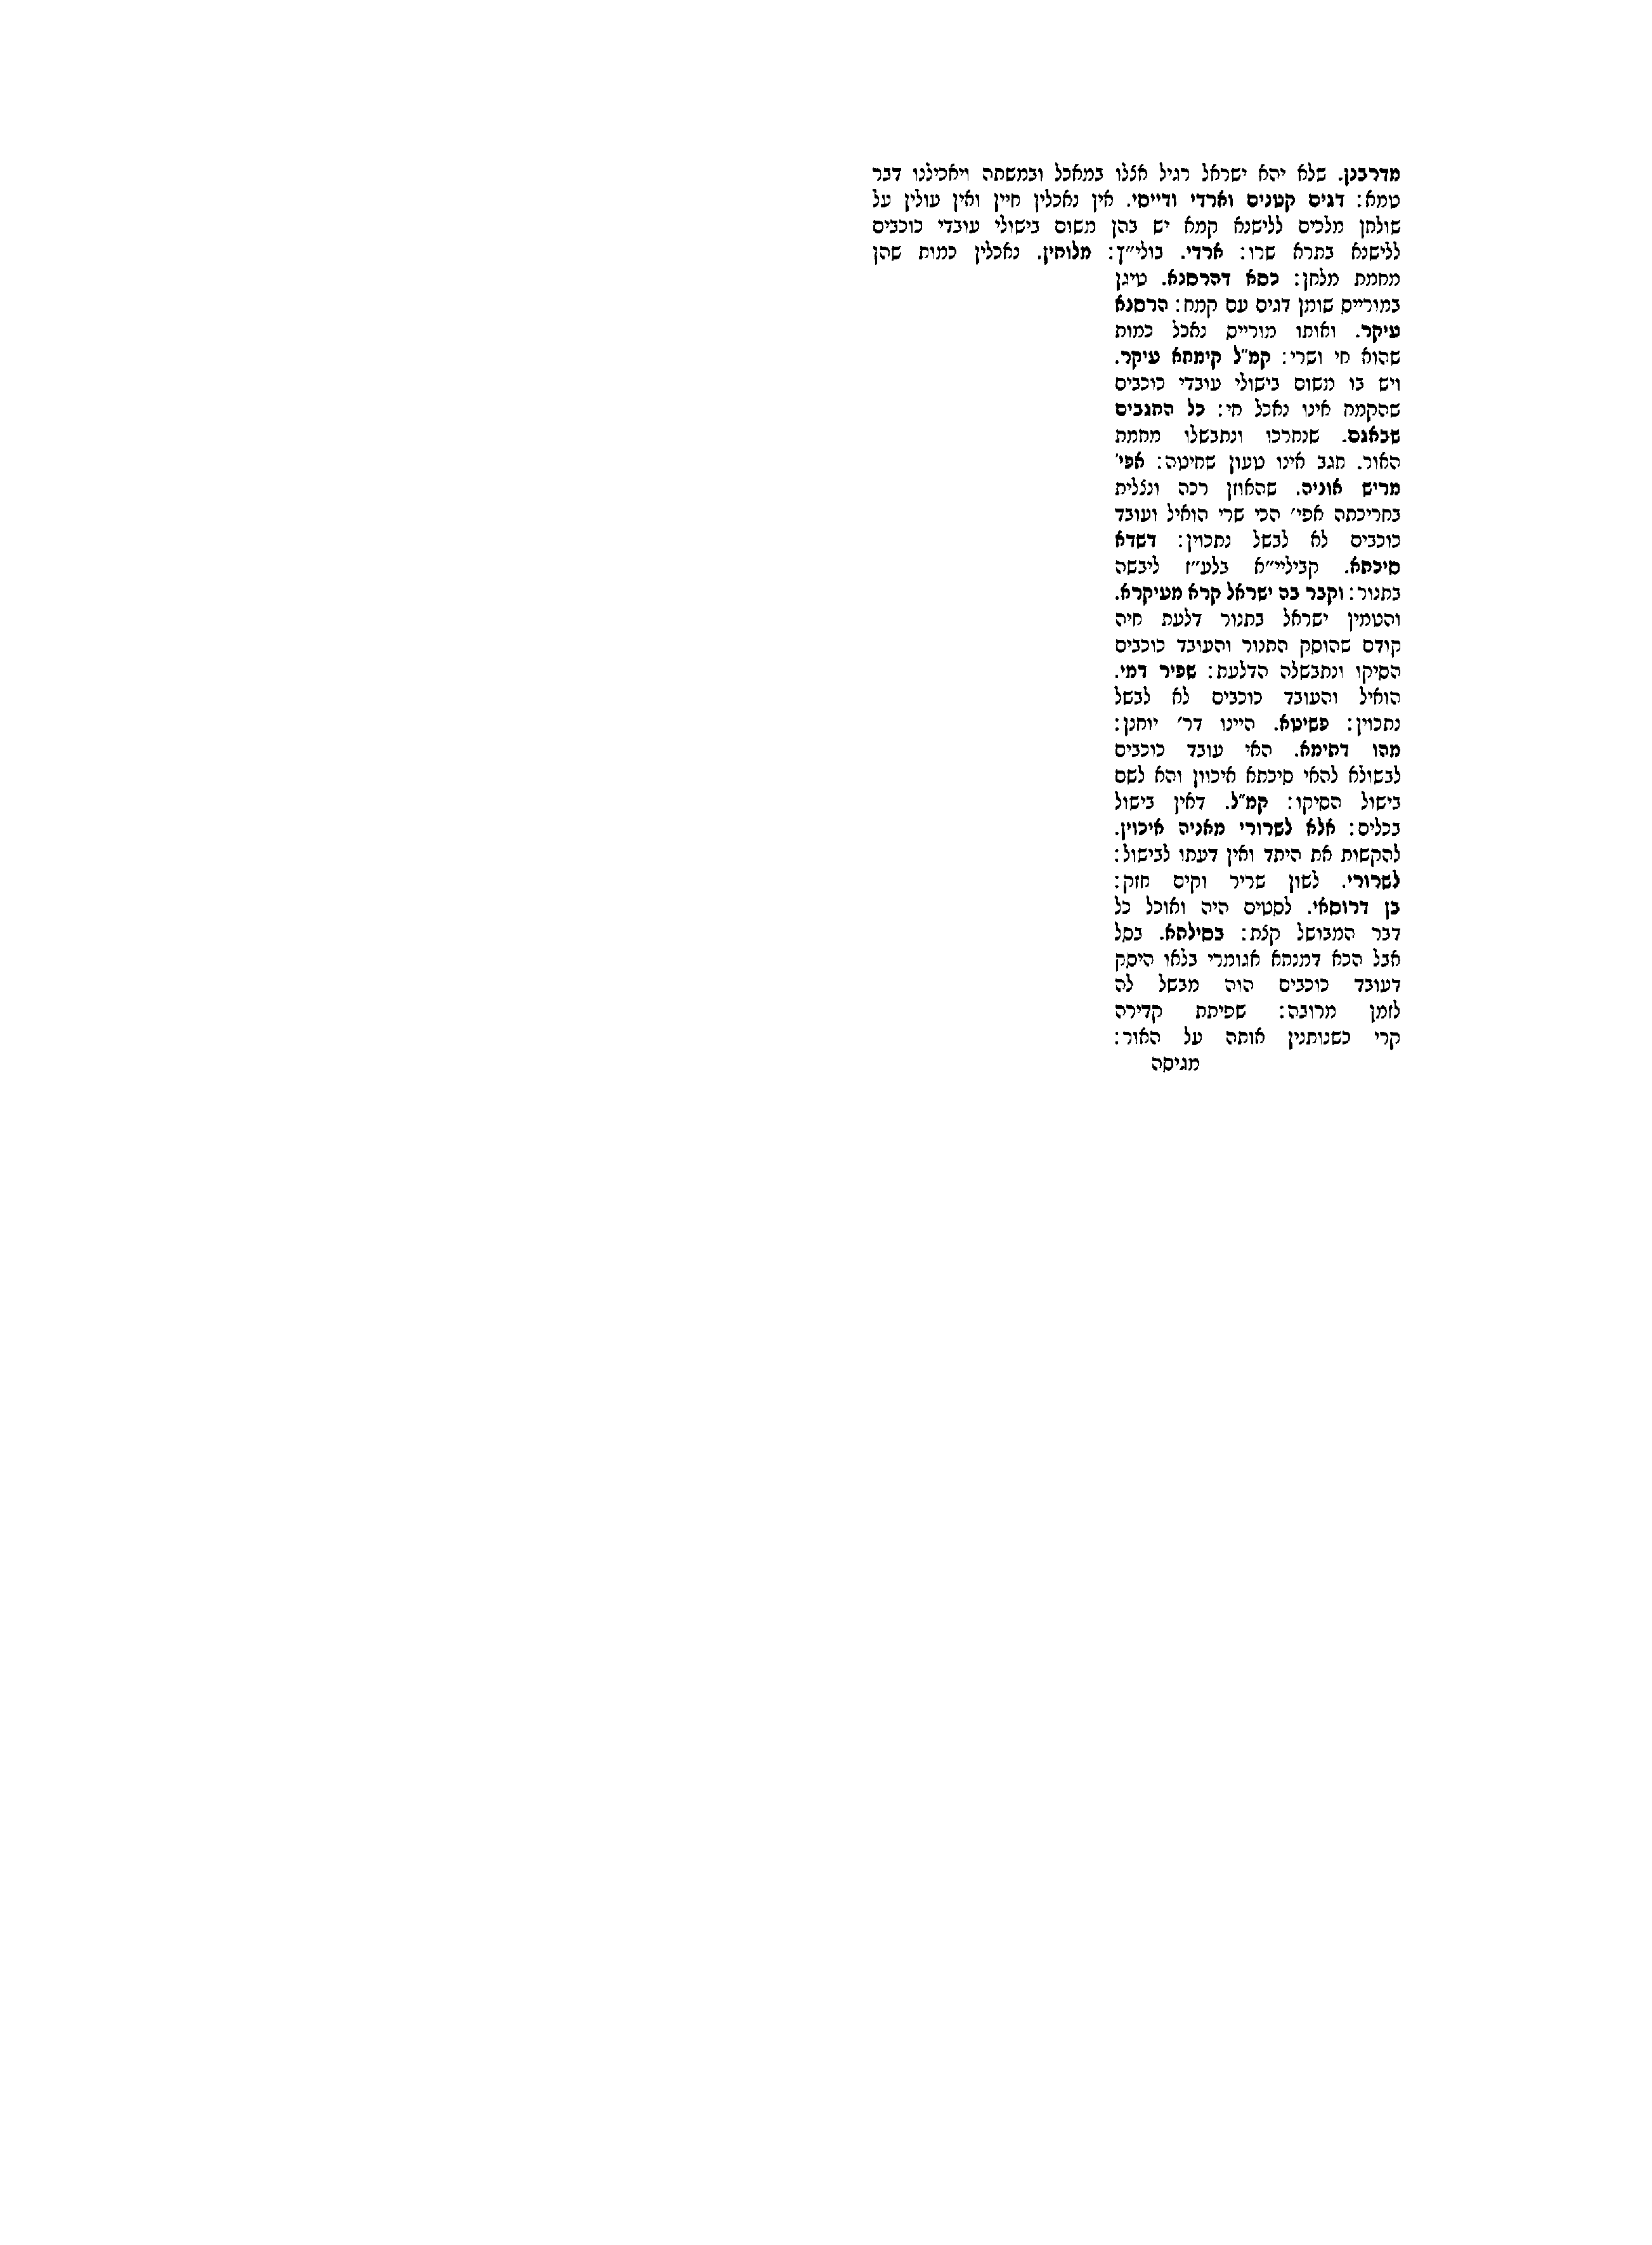 מדרבנן. שלא יהא ישראל רגיל אצלו במאכל ובמשתה ויאכילנו דבר
טמא: דגים קטנים וארדי ודייסי. אין נאכלין חיין ואין עולין על
שולחן מלכים ללישנא קמא יש בהן משום בישולי עובדי כוכבים
ללישנא בתרא שרו: ארדי. בולי״ץ: מלוחין. נאכלין כמות שהן
מחמת מלחן: כסא דהרסנא. טיגן
במורייס שומן דגים עם קמח: הרסנא
עיקר. ואותו מורייס נאכל כמות
שהוא חי ושרי: קמ״ל קימחא עיקר.
ויש בו משום בישולי עובדי כוכבים
שהקמח אינו נאכל חי: כל החגבים
שבאגם. שנחרכו ונתבשלו מחמת
האור. חגב אינו טעון שחיטה: אפי׳
מריש אוניה. שהאוזן רכה ונצלית
בחריכתה אפי׳ הכי שרי הואיל ועובד
כוכבים לא לבשל נתכוין: דשדא
סיכתא. קביליי״א בלע״ז ליבשה
בתנור: וקבר בה ישראל קרא מעיקרא.
והטמין ישראל בתנור דלעת חיה
קודם שהוסק התנור והעובד כוכבים
הסיקו ונתבשלה הדלעת: שפיר דמי.
הואיל והעובד כוכבים לא לבשל
נתכוין: פשיטא. היינו דר׳ יוחנן:
מהו דתימא. האי עובד כוכבים
לבשולא להאי סיכתא איכוון והא לשם
בישול הסיקו: קמ״ל. דאין בישול
בכלים: אלא לשרורי מאניה איכוין.
להקשות את היתד ואין דעתו לבישול:
לשרורי. לשון שריר וקים חזק:
בן דרוסאי. לסטים היה ואוכל כל
דבר המבושל קצת: בסילתא. בסל
אבל הכא דמנחא אגומרי בלאו היסק
דעובד כוכבים הוה מבשל לה
לזמן מרובה: שפיתת קדירה
קרי כשנותנין אותה על האור:
מגיסה